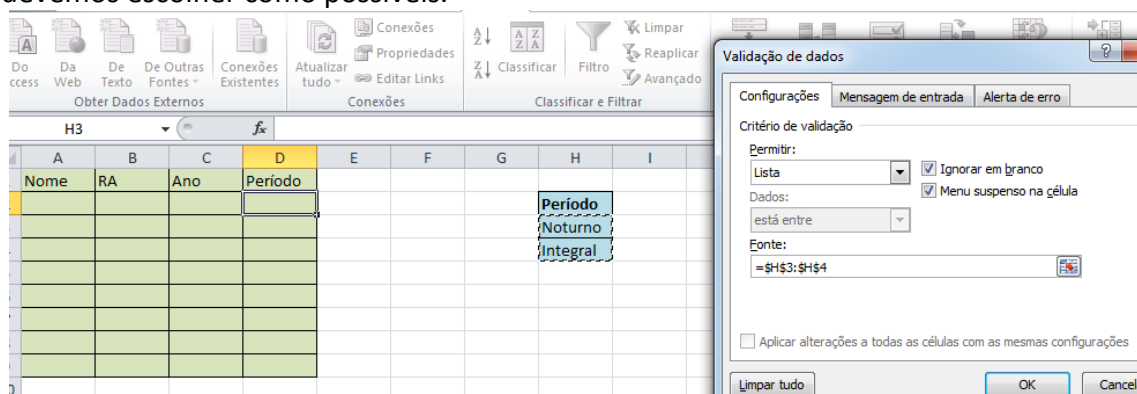 devemos escolher como possíveis.
Conexões
Propriedades
Editar Links
Limpar
Reaplicar
Avançado
Do Da De De Outras Conexões Atualizar Classificar Filtro
Web Texto Fontes Existentes tudo
Obter Dados Externos Conexões Classificar e Filtrar
H3 fx
A B C D E F G H I
Nome RA Ano Período
Período
Noturno
Integral
Validação de dados
Configurações Mensagem de entrada Alerta de erro
Critério de validação
Permitir:
Lista Ignorar em branco
Dados: Menu suspenso na célula
está entre
Fonte:
=$H$3:$H$4
Aplicar alterações a todas as células com as mesmas configurações
Limpar tudo OK Cancel